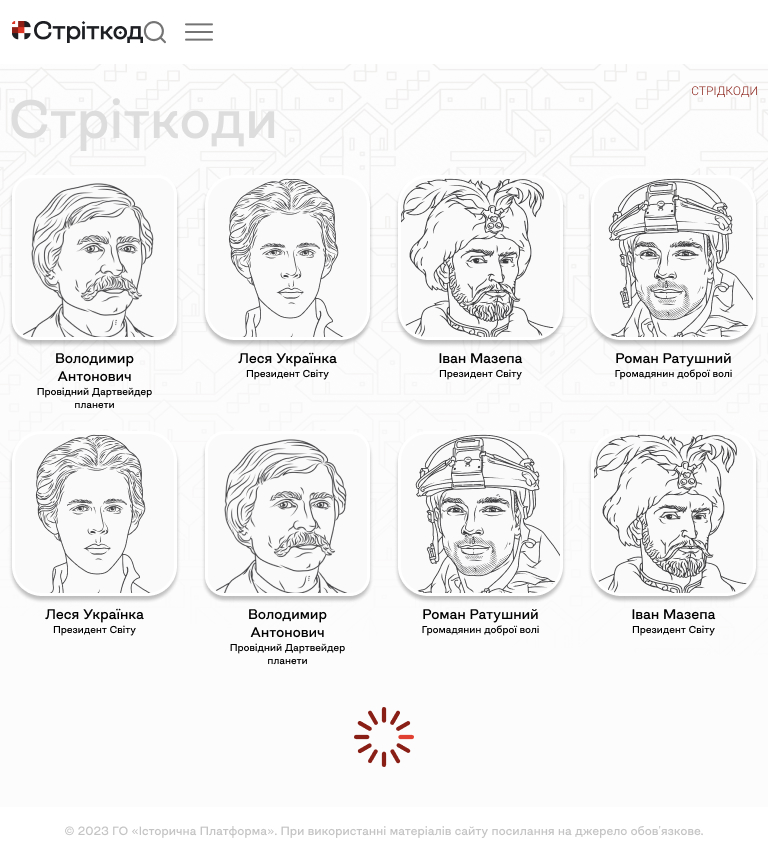 Стріткод
СТРІДКОДИ
Стріткоди
Володимир
Антонович
Провідний Дартвейдер
планети
Леся Українка
Президент Світу
Іван Мазепа
Президент Світу
Роман Ратушний
Громадянин доброї волі
Леся Українка
Президент Світу
Володимир
Антонович
Провідний Дартвейдер
планети
Роман Ратушний
Громадянин доброї волі
Іван Мазепа
Президент Світу
© 2023 ГО «Історична Платформа». При використанні матеріалів сайту посилання на джерело обов’язкове.